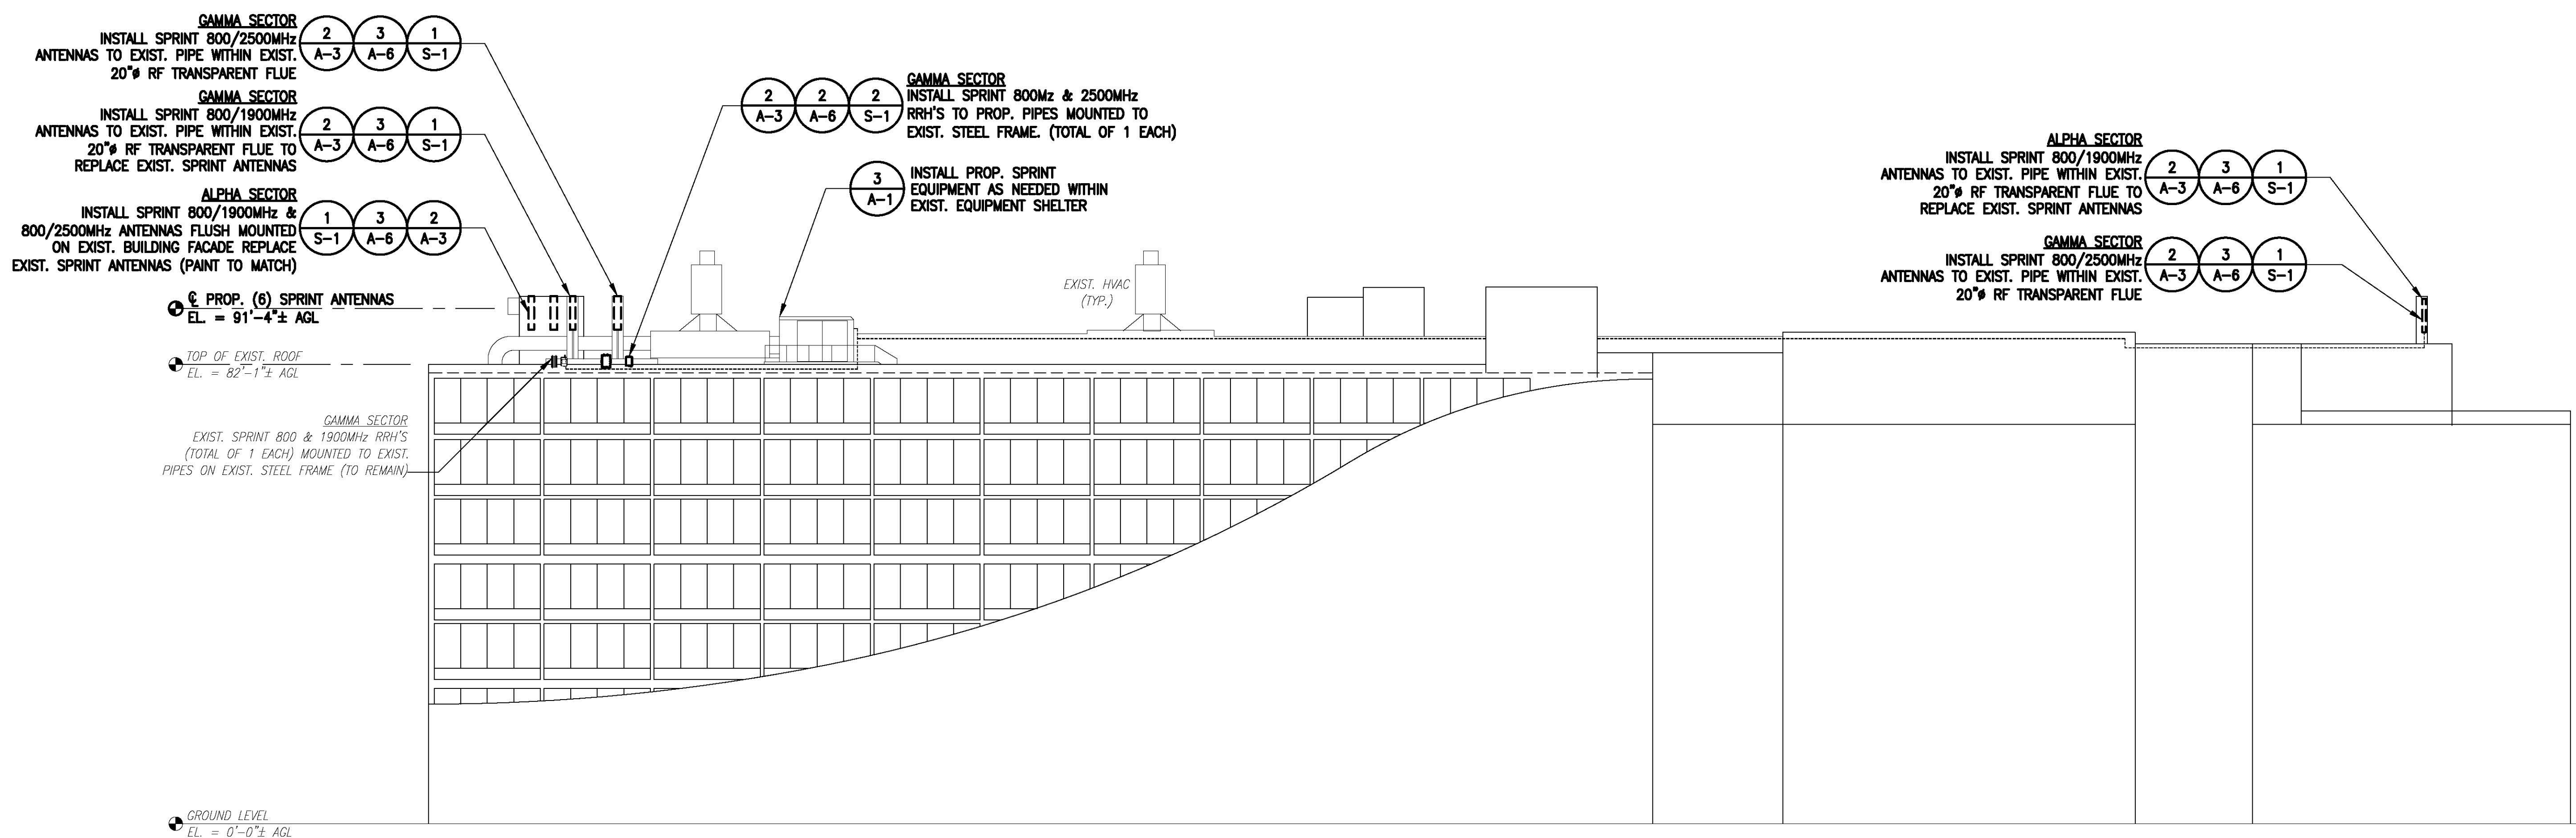 GAMMA SECTOR
INSTALL SPRINT 800/2500MHz
ANTENNAS TO EXIST. PIPE WITHIN EXIST.
20"ø RF TRANSPARENT FLUE
2 3 1
A-3 A-6 S-1
GAMMA SECTOR
INSTALL SPRINT 800/1900MHz
ANTENNAS TO EXIST. PIPE WITHIN EXIST.
20"ø RF TRANSPARENT FLUE TO
REPLACE EXIST. SPRINT ANTENNAS
2 3 1
A-3 A-6 S-1
ALPHA SECTOR
INSTALL SPRINT 800/1900MHz &
800/2500MHz ANTENNAS FLUSH MOUNTED
ON EXIST. BUILDING FACADE REPLACE
EXIST. SPRINT ANTENNAS (PAINT TO MATCH)
1 3 2
S-1 A-6 A-3
℄ PROP. (6) SPRINT ANTENNAS
EL. = 91'-4"± AGL
TOP OF EXIST. ROOF
EL. = 82'-1"± AGL
GAMMA SECTOR
EXIST. SPRINT 800 & 1900MHz RRH'S
(TOTAL OF 1 EACH) MOUNTED TO EXIST.
PIPES ON EXIST. STEEL FRAME (TO REMAIN)
GROUND LEVEL
EL. = 0'-0"± AGL
2 2 2
A-3 A-6 S-1
GAMMA SECTOR
INSTALL SPRINT 800Mz & 2500MHz
RRH'S TO PROP. PIPES MOUNTED TO
EXIST. STEEL FRAME. (TOTAL OF 1 EACH)
3
A-1
INSTALL PROP. SPRINT
EQUIPMENT AS NEEDED WITHIN
EXIST. EQUIPMENT SHELTER
EXIST. HVAC
(TYP.)
ALPHA SECTOR
INSTALL SPRINT 800/1900MHz
ANTENNAS TO EXIST. PIPE WITHIN EXIST.
20"ø RF TRANSPARENT FLUE TO
REPLACE EXIST. SPRINT ANTENNAS
2 3 1
A-3 A-6 S-1
GAMMA SECTOR
INSTALL SPRINT 800/2500MHz
ANTENNAS TO EXIST. PIPE WITHIN EXIST.
20"ø RF TRANSPARENT FLUE
2 3 1
A-3 A-6 S-1